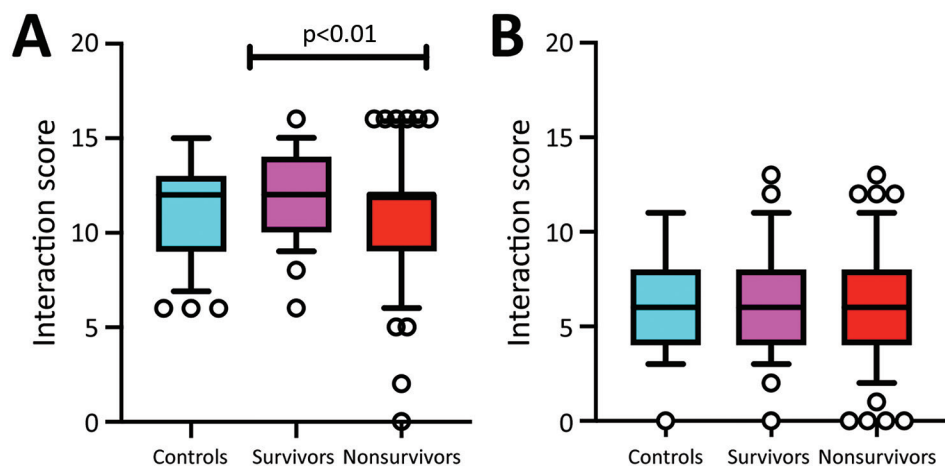 A
B
p<0.01
Interaction score
20
15
10
5
0
Controls
Survivors
Nonsurvivors
Interaction score
20
15
10
5
0
Controls
Survivors
Nonsurvivors